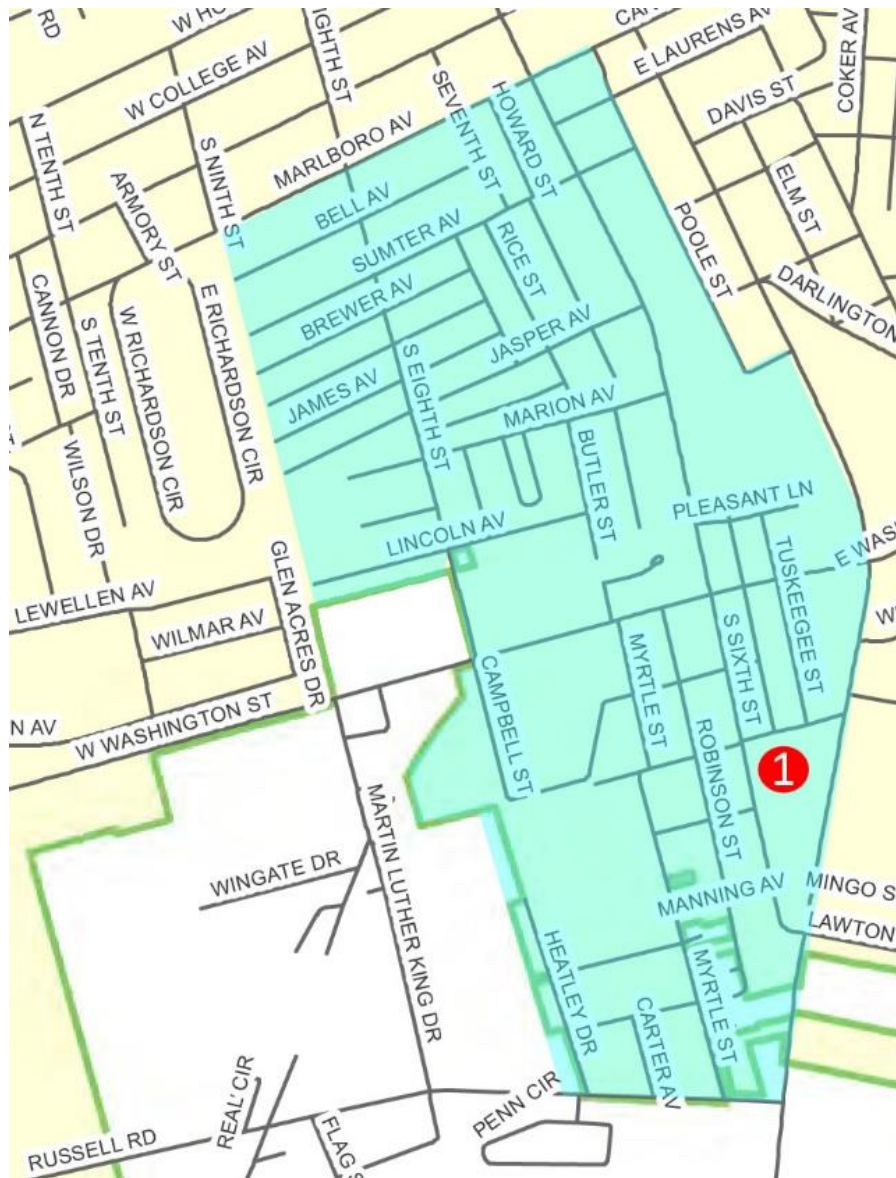 RD
W COLLEGE AV
E LAURENS AV
COKER AV
SEVENTH ST
N TENTH ST
S NINTH ST
MARLBORO AV
HOWARD ST
DAVIS ST
ARMORY ST
BELL AV
ELM ST
SUMTER AV
RICE ST
POOLE ST
CANNON DR
S TENTH ST
W RICHARDSON CIR
E RICHARDSON CIR
BREWER AV
DARLINGTON
JASPER AV
JAMES AV
S EIGHTH ST
MARION AV
WILSON DR
BUTLER ST
PLEASANT LN
LINCOLN AV
TUSKEEGEE ST
E WAS
GLEN ACRES DR
LEWELLEN AV
WILMAR AV
S SIXTH ST
MYRTLE ST
CAMPBELL ST
N AV
W WASHINGTON ST
ROBINSON ST
1
MARTIN LUTHER KING DR
WINGATE DR
MANNING AV
MINGO S
LAWTON
HEATLEY DR
MYRTLE ST
CARTER AV
REAL' CIR
PENN CIR
FLAG S
RUSSELL RD